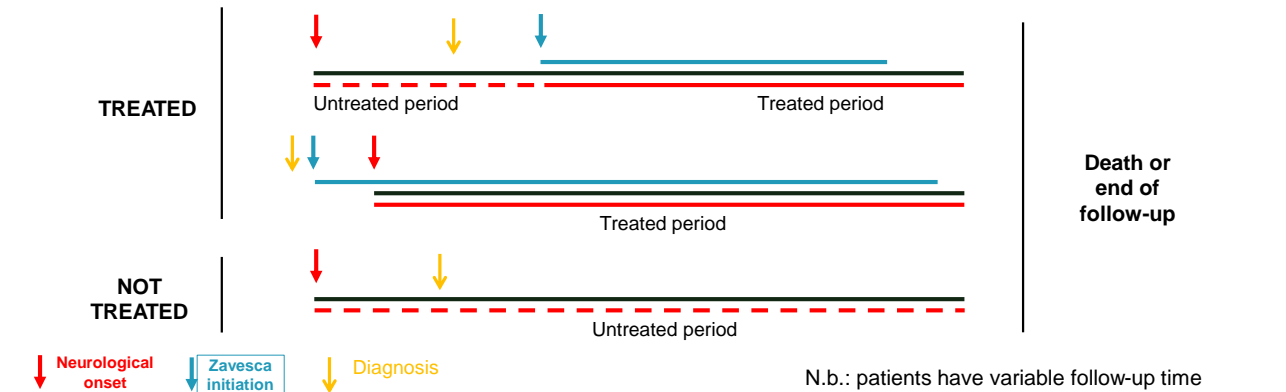 TREATED
Untreated period
Treated period
Treated period
Death or
end of
follow-up
NOT
TREATED
Untreated period
Neurological
onset
Zavesca
initiation
Diagnosis
N.b.: patients have variable follow-up time